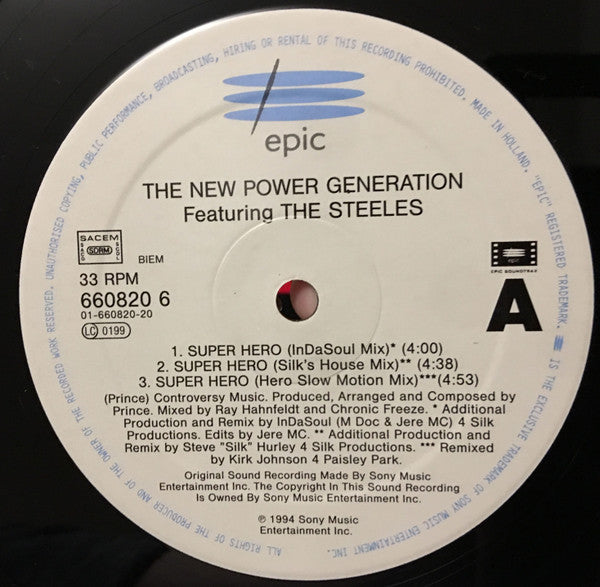 epic
THE NEW POWER GENERATION
Featuring THE STEELES
SACEM
SACD
SDRM
SCGL
BIEM
33 RPM
660820 6
01-660820-20
LC 0199
EPIC SOUNDTRAX
A
1. SUPER HERO (InDaSoul Mix)* (4:00)
2. SUPER HERO (Silk's House Mix)** (4:38)
3. SUPER HERO (Hero Slow Motion Mix)***(4:53)
(Prince) Controversy Music. Produced, Arranged and Composed by
Prince. Mixed by Ray Hahnfeldt and Chronic Freeze. * Additional
Production and Remix by InDaSoul (M Doc & Jere MC) 4 Silk
Productions. Edits by Jere MC. ** Additional Production and
Remix by Steve "Silk" Hurley 4 Silk Productions. *** Remixed
by Kirk Johnson 4 Paisley Park.
Original Sound Recording Made By Sony Music
Entertainment Inc. The Copyright In This Sound Recording
Is Owned By Sony Music Entertainment Inc.
℗ 1994 Sony Music
Entertainment Inc.
ALL RIGHTS OF THE PRODUCER AND OF THE OWNER OF THE RECORDED WORK RESERVED. UNAUTHORISED COPYING, PUBLIC PERFORMANCE, BROADCASTING, HIRING OR RENTAL OF THIS RECORDING PROHIBITED. MADE IN HOLLAND. "EPIC" REGISTERED TRADEMARK. IS THE EXCLUSIVE TRADEMARK OF SONY MUSIC ENTERTAINMENT INC.